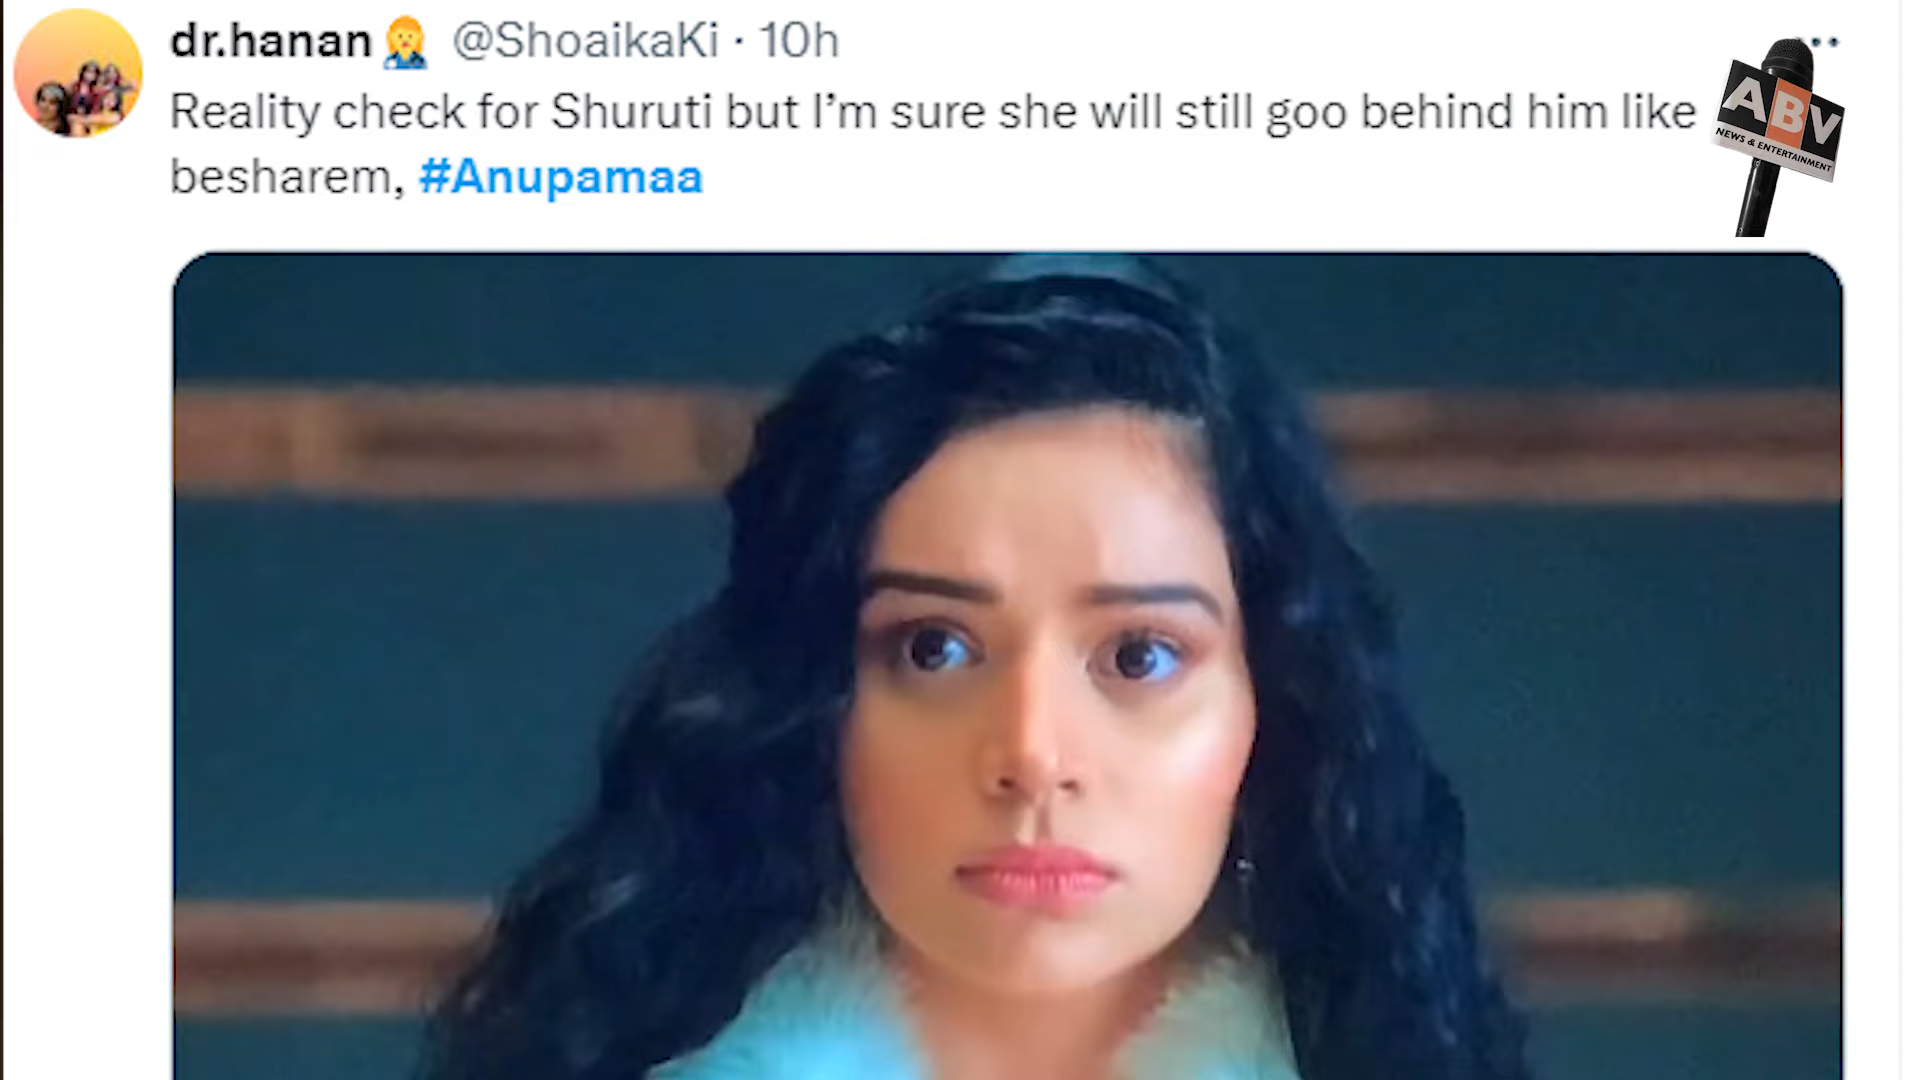 dr.hanan👩‍⚕️ @ShoaikaKi · 10h
Reality check for Shuruti but I’m sure she will still goo behind him like
besharem, #Anupamaa
ABV
NEWS & ENTERTAINMENT